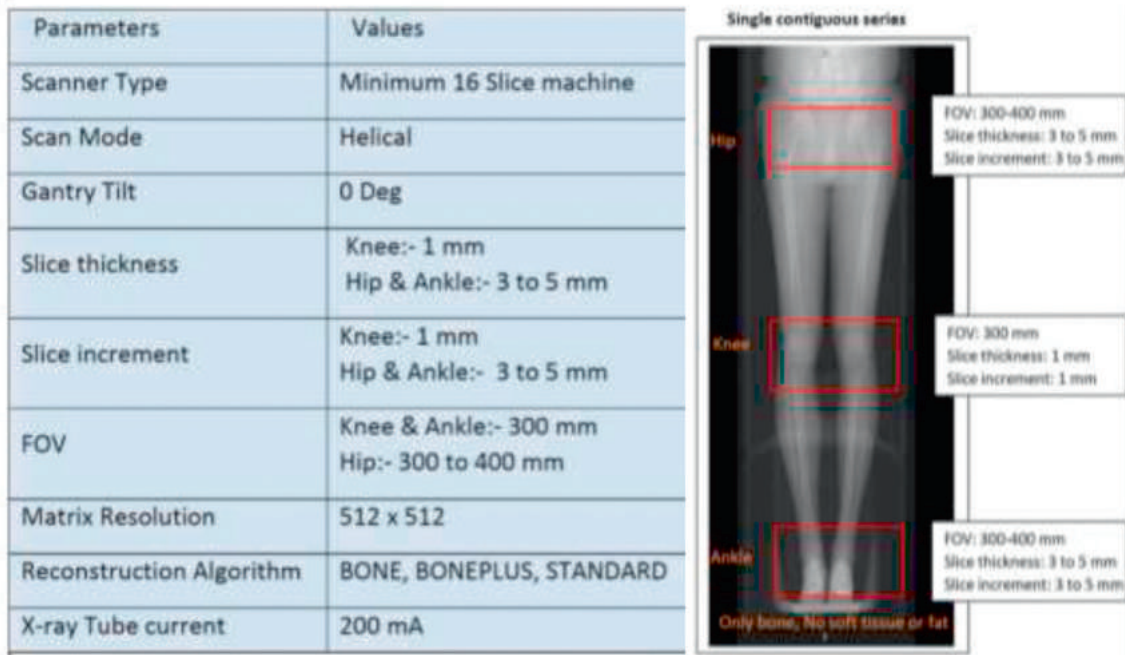 Parameters Values
Scanner Type Minimum 16 Slice machine
Scan Mode Helical
Gantry Tilt 0 Deg
Slice thickness
Knee:- 1 mm
Hip & Ankle:- 3 to 5 mm
Slice increment
Knee:- 1 mm
Hip & Ankle:- 3 to 5 mm
FOV
Knee & Ankle:- 300 mm
Hip:- 300 to 400 mm
Matrix Resolution 512 x 512
Reconstruction Algorithm BONE, BONEPLUS, STANDARD
X-ray Tube current 200 mA
Single contiguous series
Hip
FOV: 300-400 mm
Slice thickness: 3 to 5 mm
Slice increment: 3 to 5 mm
Knee
FOV: 300 mm
Slice thickness: 1 mm
Slice increment: 1 mm
Ankle
FOV: 300-400 mm
Slice thickness: 3 to 5 mm
Slice increment: 3 to 5 mm
Only bone, No soft tissue or fat